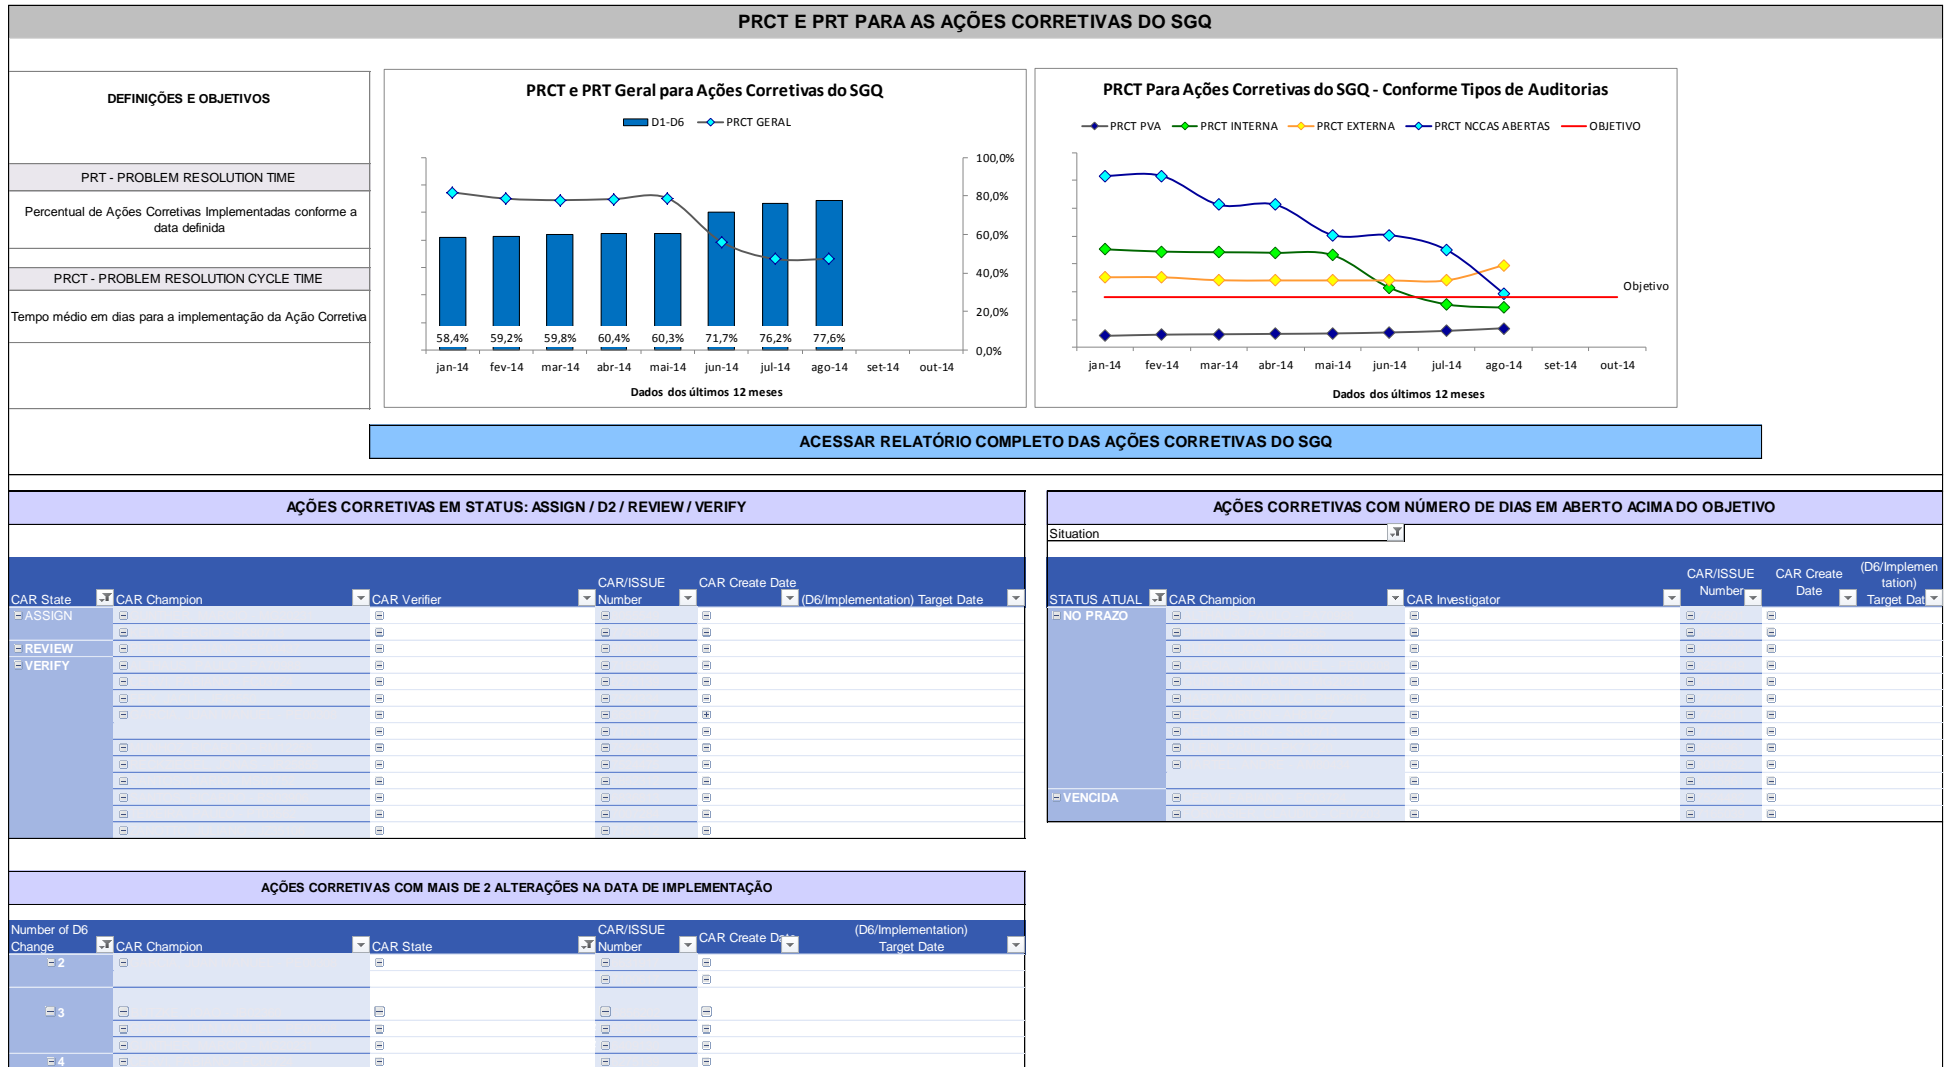 PRCT E PRT PARA AS AÇÕES CORRETIVAS DO SGQ
DEFINIÇÕES E OBJETIVOS
PRT - PROBLEM RESOLUTION TIME
Percentual de Ações Corretivas Implementadas conforme a
data definida
PRCT - PROBLEM RESOLUTION CYCLE TIME
Tempo médio em dias para a implementação da Ação Corretiva
PRCT e PRT Geral para Ações Corretivas do SGQ
D1-D6 PRCT GERAL
100,0%
80,0%
60,0%
40,0%
20,0%
0,0%
58,4% 59,2% 59,8% 60,4% 60,3% 71,7% 76,2% 77,6%
jan-14 fev-14 mar-14 abr-14 mai-14 jun-14 jul-14 ago-14 set-14 out-14
Dados dos últimos 12 meses
PRCT Para Ações Corretivas do SGQ - Conforme Tipos de Auditorias
PRCT PVA PRCT INTERNA PRCT EXTERNA PRCT NCCAS ABERTAS OBJETIVO
Objetivo
jan-14 fev-14 mar-14 abr-14 mai-14 jun-14 jul-14 ago-14 set-14 out-14
Dados dos últimos 12 meses
ACESSAR RELATÓRIO COMPLETO DAS AÇÕES CORRETIVAS DO SGQ
AÇÕES CORRETIVAS EM STATUS: ASSIGN / D2 / REVIEW / VERIFY
CAR State CAR Champion CAR Verifier CAR/ISSUE Number CAR Create Date (D6/Implementation) Target Date
ASSIGN
REVIEW
VERIFY
AÇÕES CORRETIVAS COM NÚMERO DE DIAS EM ABERTO ACIMA DO OBJETIVO
Situation
STATUS ATUAL CAR Champion CAR Investigator CAR/ISSUE Number CAR Create Date (D6/Implementation) Target Dat
NO PRAZO
VENCIDA
AÇÕES CORRETIVAS COM MAIS DE 2 ALTERAÇÕES NA DATA DE IMPLEMENTAÇÃO
Number of D6 Change CAR Champion CAR State CAR/ISSUE Number CAR Create Date (D6/Implementation) Target Date
2
3
4